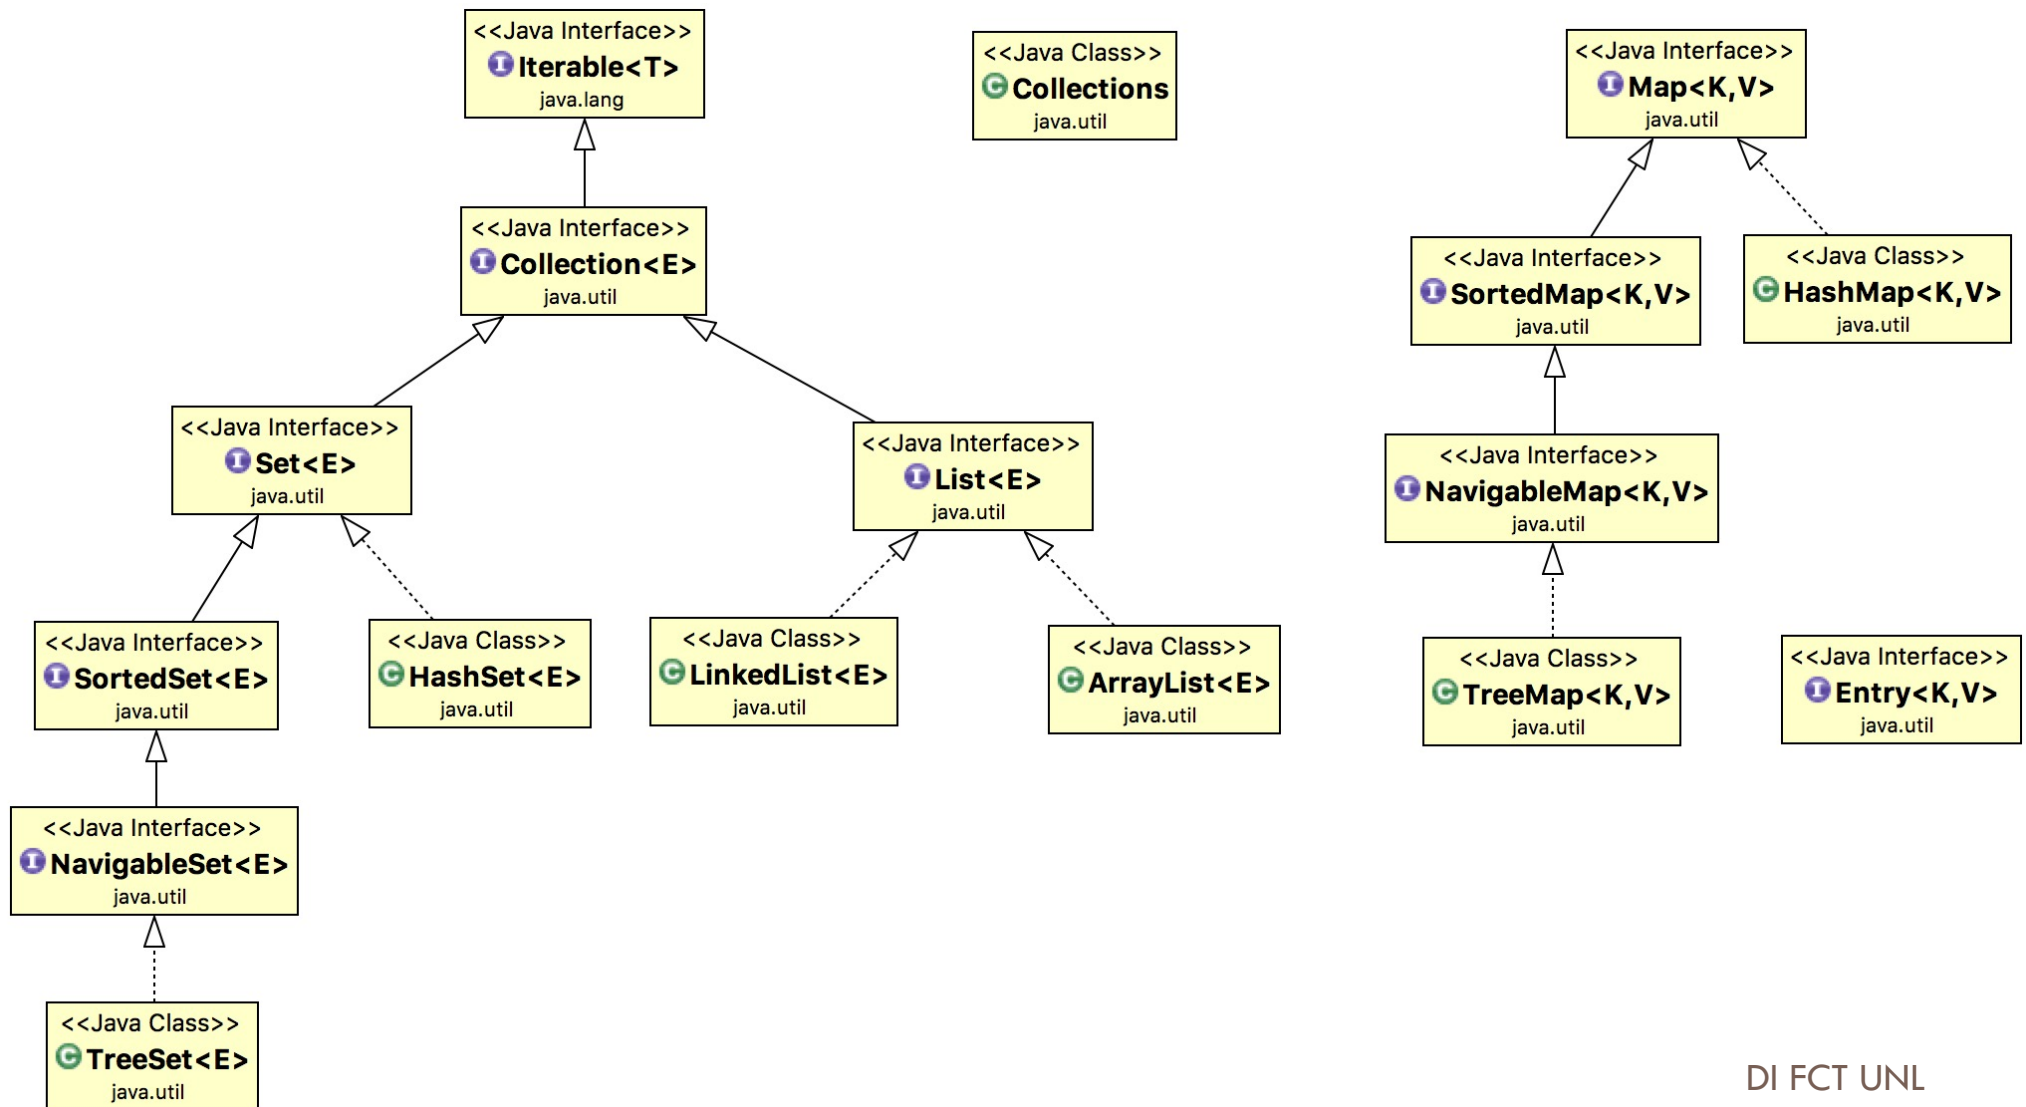 <<Java Interface>>
Iterable<T>
java.lang
<<Java Class>>
Collections
java.util
<<Java Interface>>
Map<K,V>
java.util
<<Java Interface>>
Collection<E>
java.util
<<Java Interface>>
SortedMap<K,V>
java.util
<<Java Class>>
HashMap<K,V>
java.util
<<Java Interface>>
Set<E>
java.util
<<Java Interface>>
List<E>
java.util
<<Java Interface>>
NavigableMap<K,V>
java.util
<<Java Interface>>
SortedSet<E>
java.util
<<Java Class>>
HashSet<E>
java.util
<<Java Class>>
LinkedList<E>
java.util
<<Java Class>>
ArrayList<E>
java.util
<<Java Class>>
TreeMap<K,V>
java.util
<<Java Interface>>
Entry<K,V>
java.util
<<Java Interface>>
NavigableSet<E>
java.util
<<Java Class>>
TreeSet<E>
java.util
DI FCT UNL